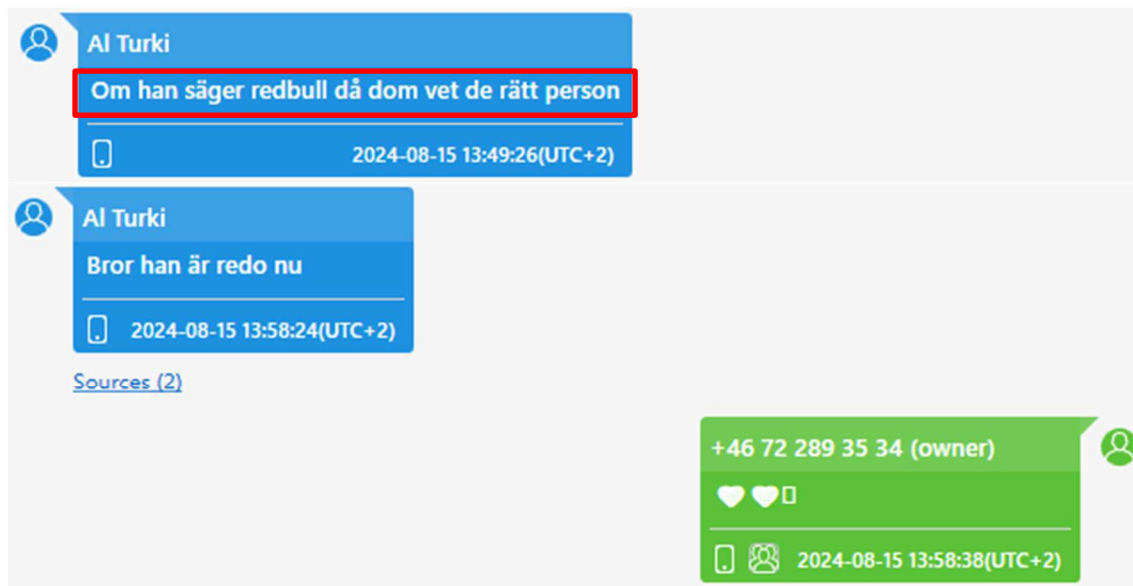 Al Turki
Om han säger redbull då dom vet de rätt person
2024-08-15 13:49:26(UTC+2)
Al Turki
Bror han är redo nu
2024-08-15 13:58:24(UTC+2)
Sources (2)
+46 72 289 35 34 (owner)
2024-08-15 13:58:38(UTC+2)